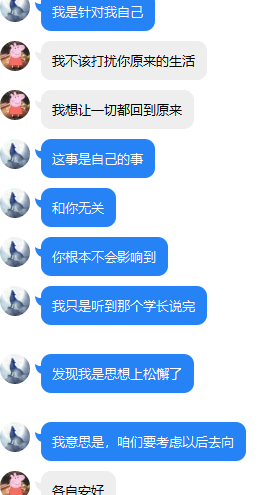 我是针对我自己
我不该打扰你原来的生活
我想让一切都回到原来
这事是自己的事
和你无关
你根本不会影响到
我只是听到那个学长说完
发现我是思想上松懈了
我意思是，咱们要考虑以后去向
各自安好